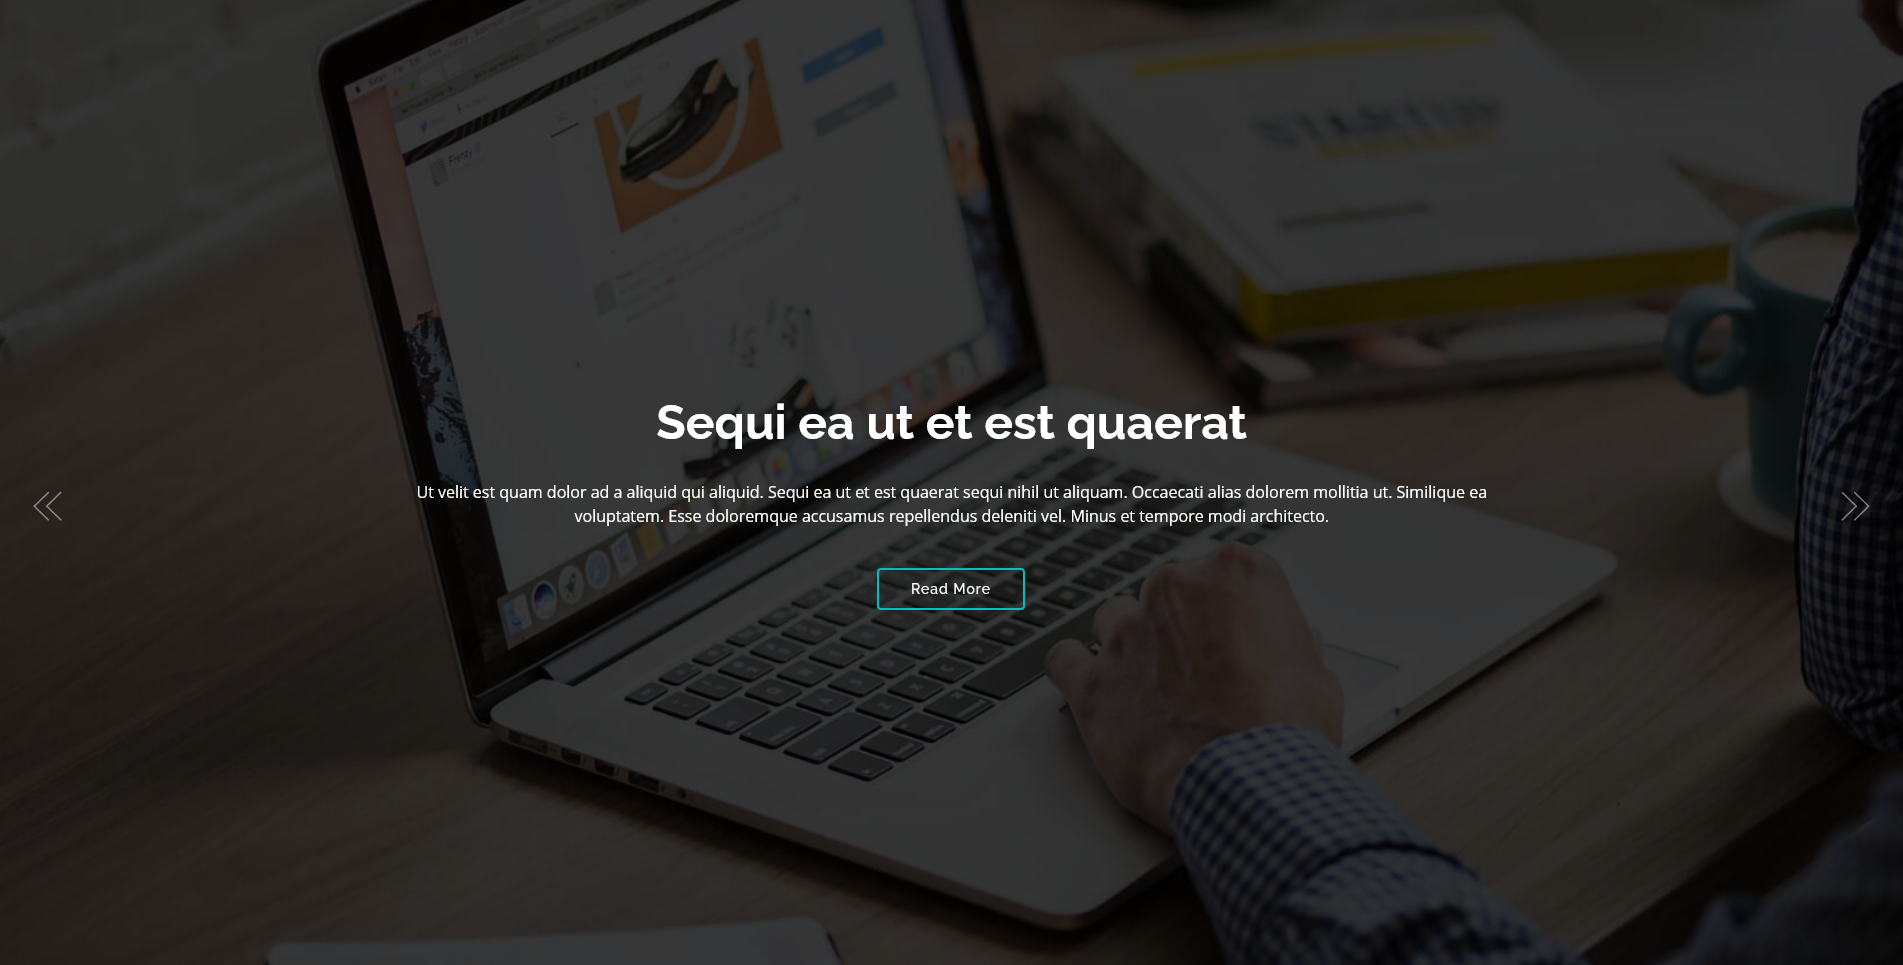 Frenzy
STARTUP
Sequi ea ut et est quaerat
Ut velit est quam dolor ad a aliquid qui aliquid. Sequi ea ut et est quaerat sequi nihil ut aliquam. Occaecati alias dolorem mollitia ut. Similique ea
voluptatem. Esse doloremque accusamus repellendus deleniti vel. Minus et tempore modi architecto.
Read More